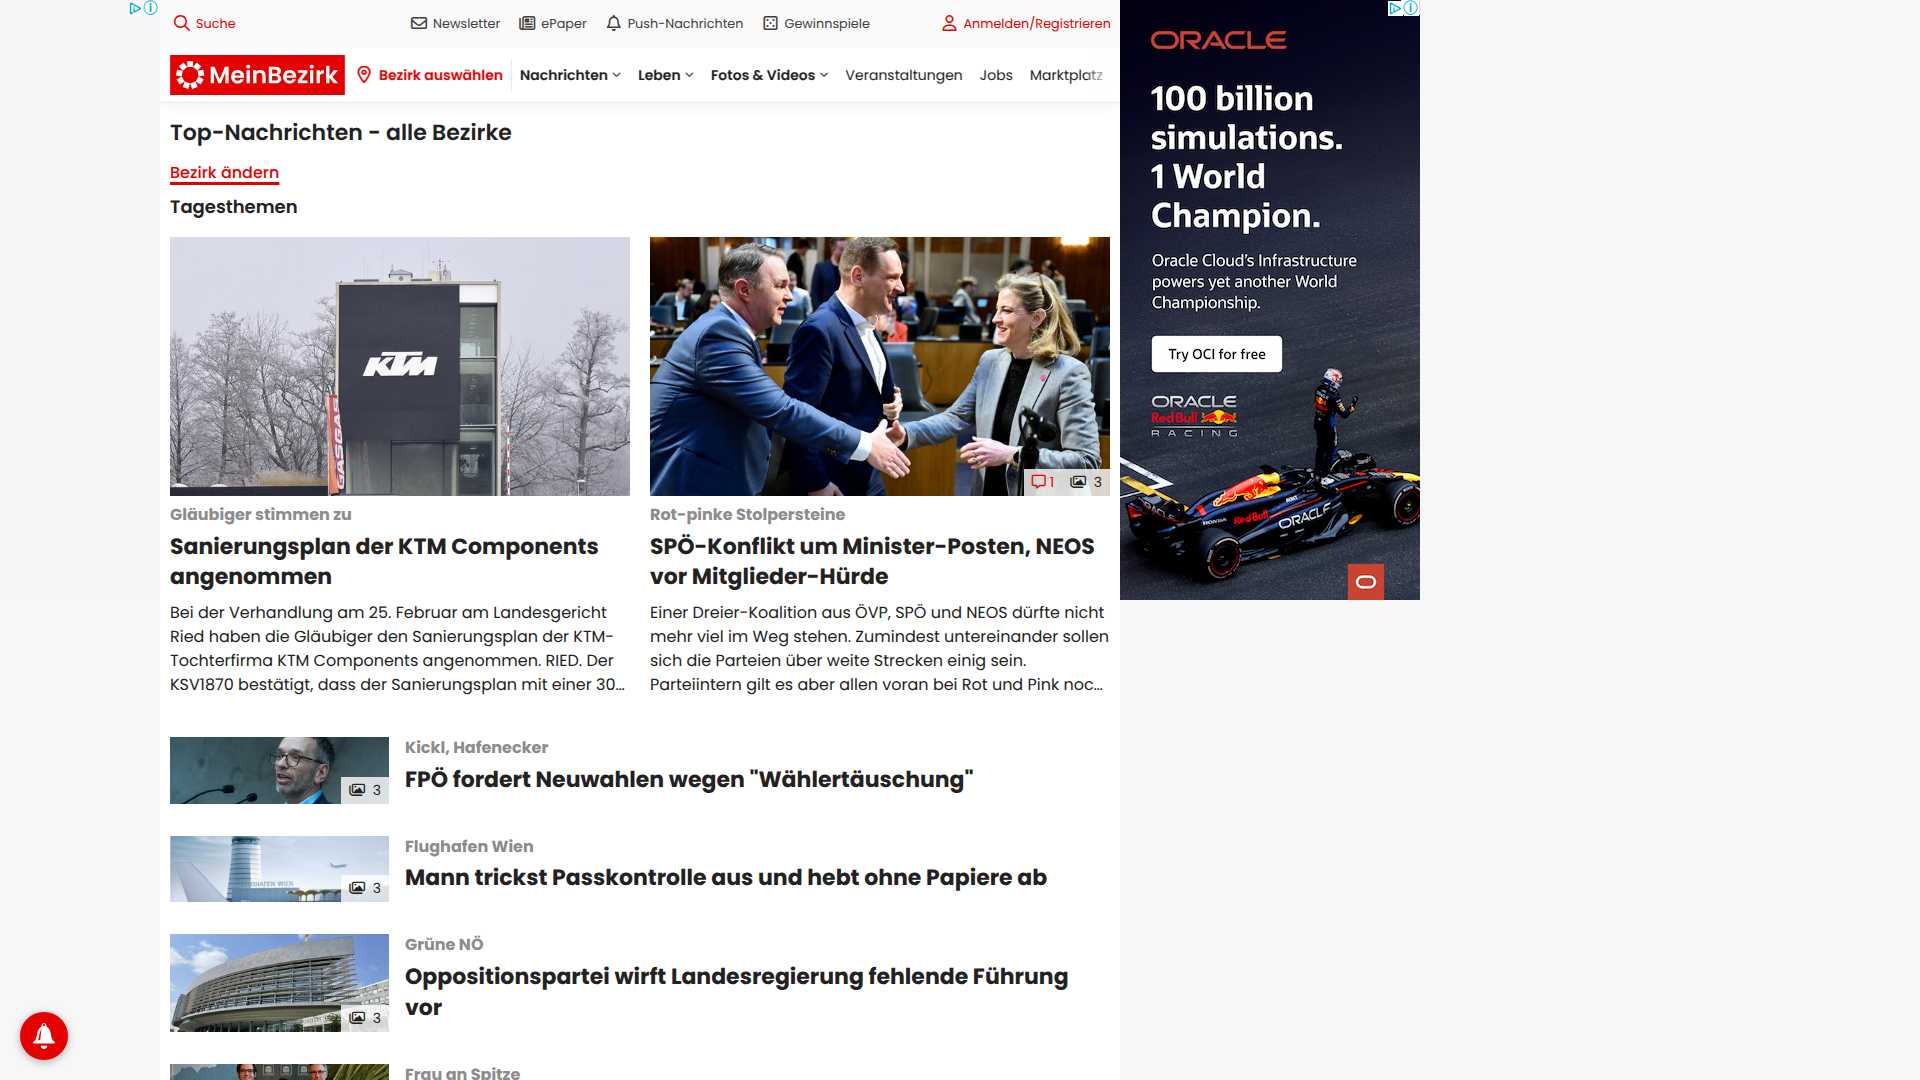 Suche
Newsletter
ePaper
Push-Nachrichten
Gewinnspiele
Anmelden/Registrieren
MeinBezirk
Bezirk auswählen
Nachrichten
Leben
Fotos & Videos
Veranstaltungen
Jobs
Marktplatz
Top-Nachrichten - alle Bezirke
Bezirk ändern
Tagesthemen
KTM
GASGAS
Gläubiger stimmen zu
Sanierungsplan der KTM Components
angenommen
Bei der Verhandlung am 25. Februar am Landesgericht
Ried haben die Gläubiger den Sanierungsplan der KTM-
Tochterfirma KTM Components angenommen. RIED. Der
KSV1870 bestätigt, dass der Sanierungsplan mit einer 30...
1
3
Rot-pinke Stolpersteine
SPÖ-Konflikt um Minister-Posten, NEOS
vor Mitglieder-Hürde
Einer Dreier-Koalition aus ÖVP, SPÖ und NEOS dürfte nicht
mehr viel im Weg stehen. Zumindest untereinander sollen
sich die Parteien über weite Strecken einig sein.
Parteiintern gilt es aber allen voran bei Rot und Pink noc...
3
Kickl, Hafenecker
FPÖ fordert Neuwahlen wegen "Wählertäuschung"
3
Flughafen Wien
Mann trickst Passkontrolle aus und hebt ohne Papiere ab
3
Grüne NÖ
Oppositionspartei wirft Landesregierung fehlende Führung
vor
Frau an Spitze
ORACLE
100 billion
simulations.
1 World
Champion.
Oracle Cloud's Infrastructure
powers yet another World
Championship.
Try OCI for free
ORACLE
Red Bull
RACING
HONDA
Red Bull
ORACLE